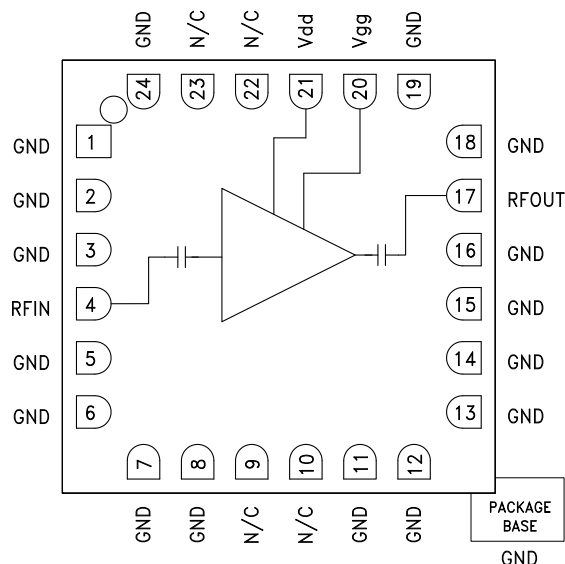 GND
N/C
N/C
Vdd
Vgg
GND
24
23
22
21
20
19
GND 1
GND 2
GND 3
RFIN 4
GND 5
GND 6
18 GND
17 RFOUT
16 GND
15 GND
14 GND
13 GND
7
8
9
10
11
12
GND
GND
N/C
N/C
GND
GND
PACKAGE
BASE
GND